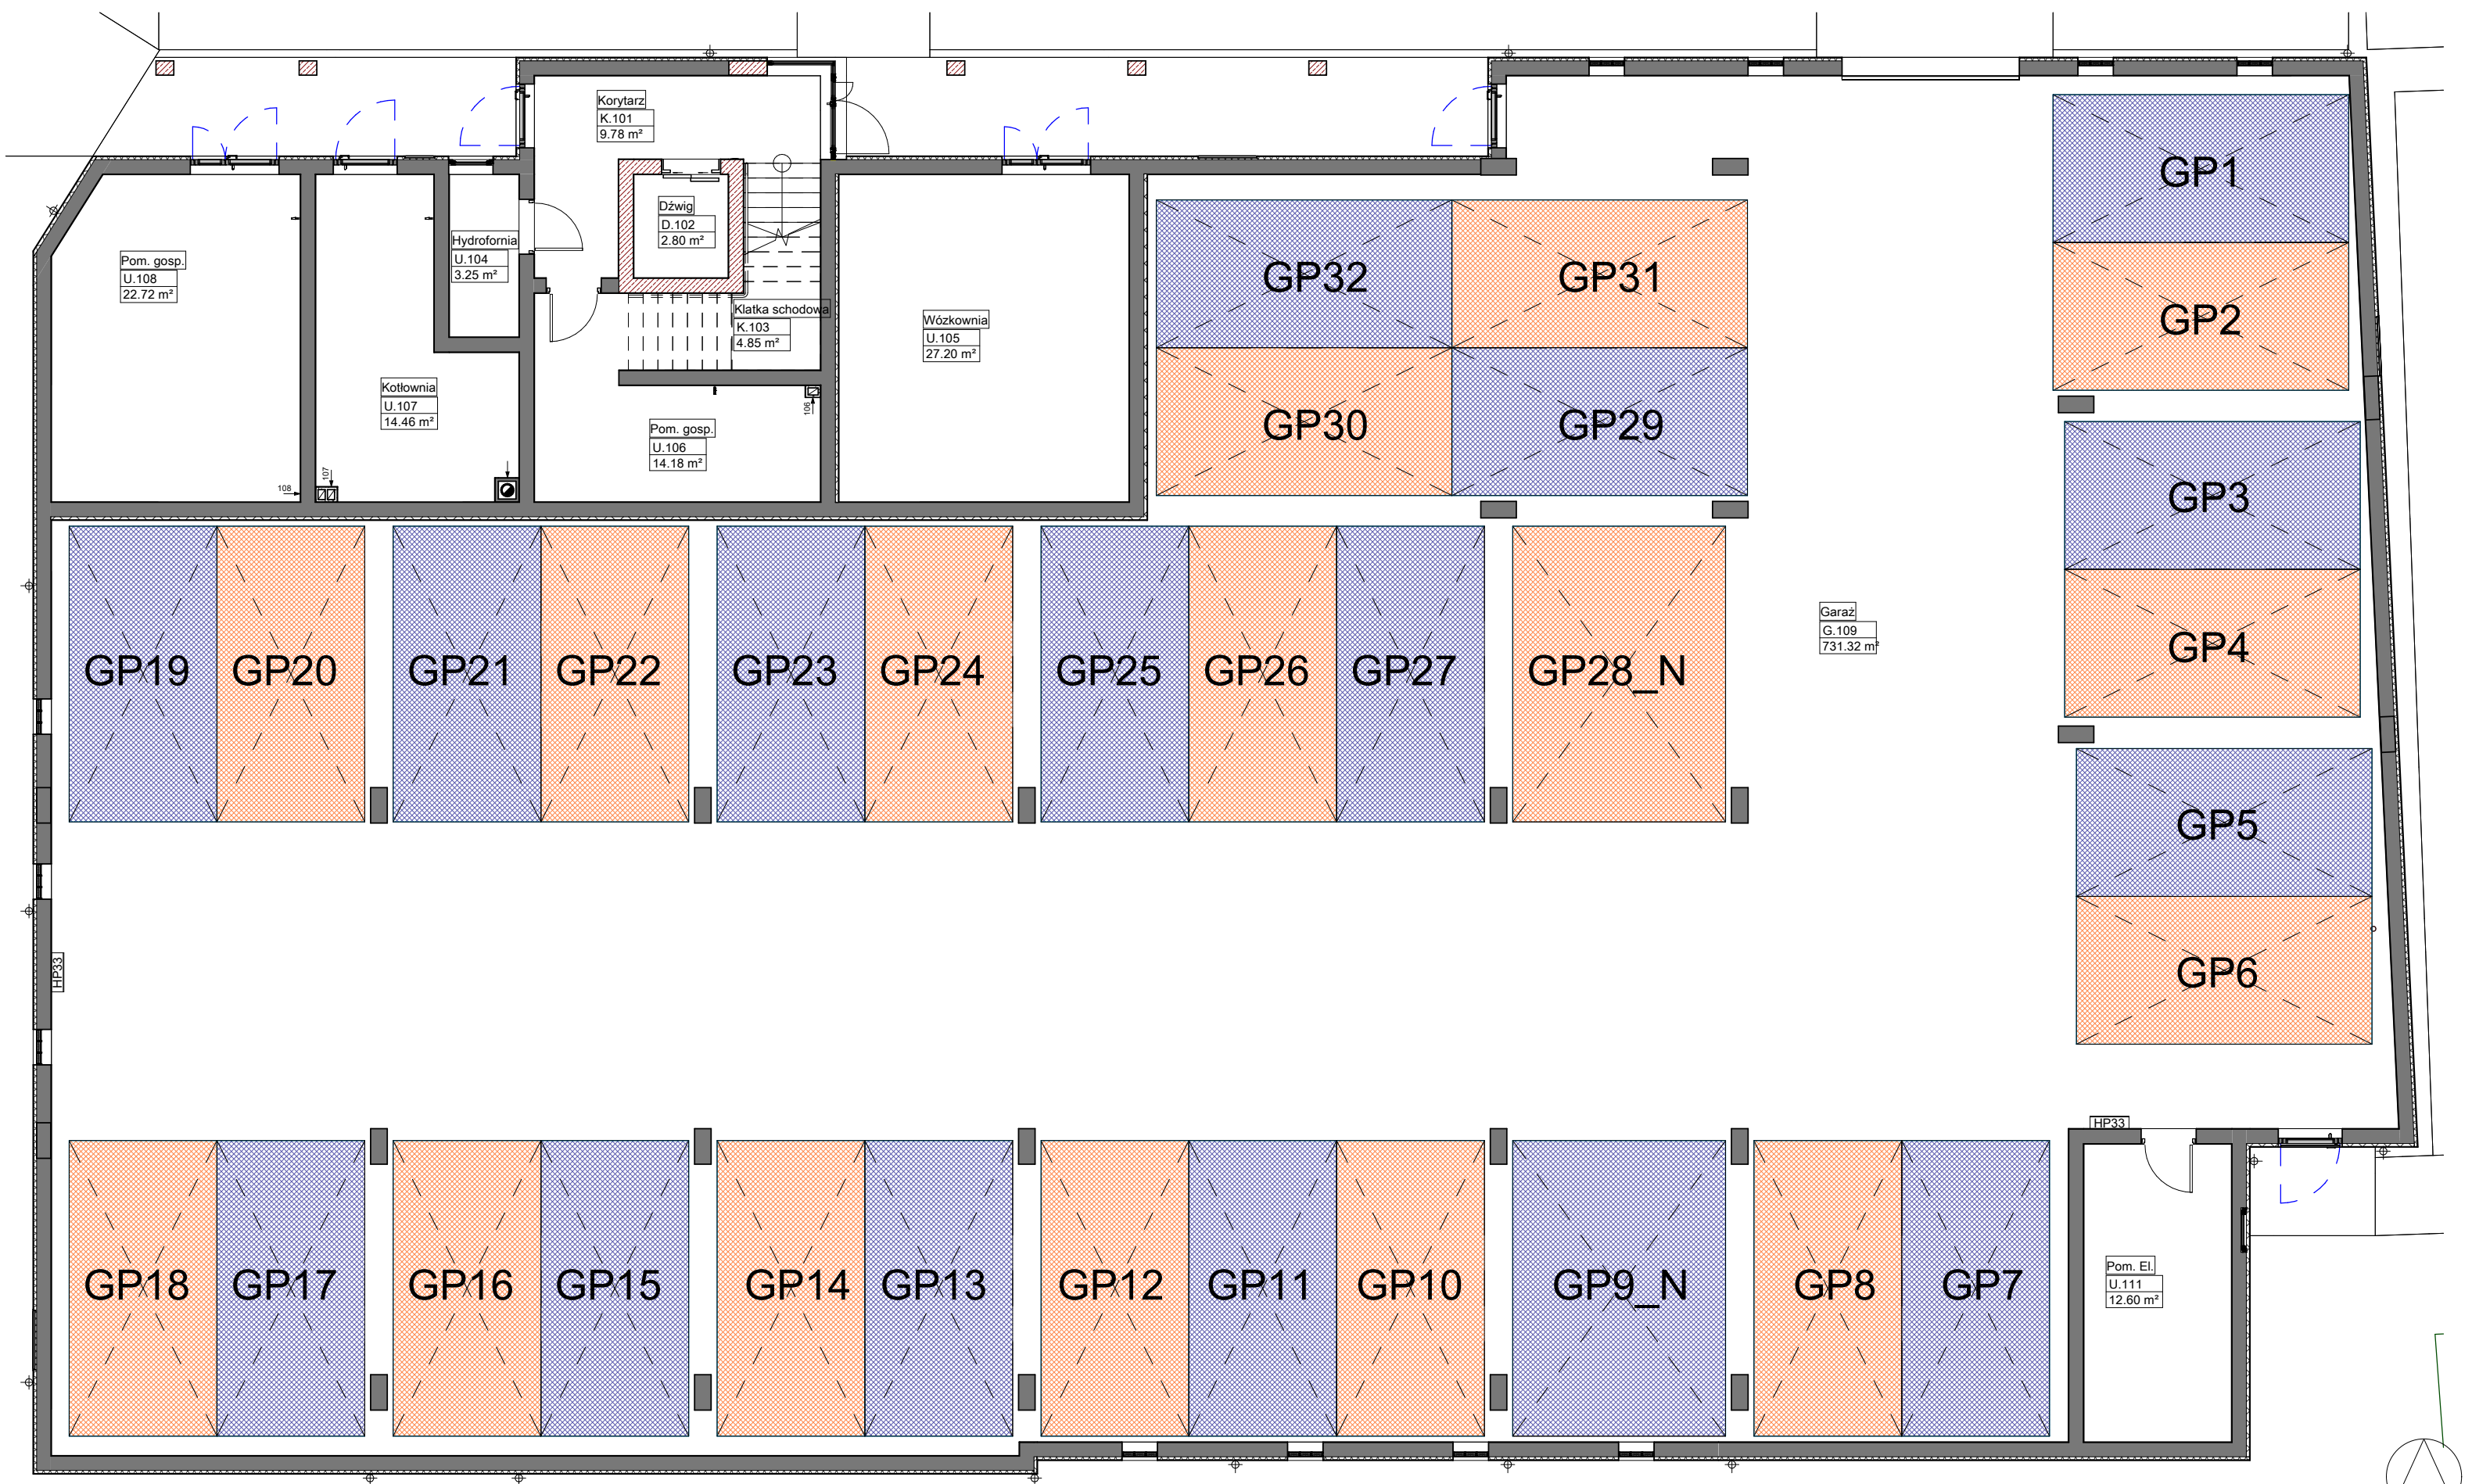 Korytarz
K.101
9.78 m²
GP1
Dźwig
D.102
2.80 m²
Hydrofornia
U.104
3.25 m²
Pom. gosp.
U.108
22.72 m²
GP32
GP31
Klatka schodowa
K.103
4.85 m²
Wózkownia
U.105
27.20 m²
GP2
Kotłownia
U.107
14.46 m²
106
Pom. gosp.
U.106
14.18 m²
GP30
GP29
107
108
GP3
Garaż
G.109
731.32 m²
GP4
GP19
GP20
GP21
GP22
GP23
GP24
GP25
GP26
GP27
GP28_N
GP5
HP33
GP6
HP33
Pom. El.
U.111
12.60 m²
GP18
GP17
GP16
GP15
GP14
GP13
GP12
GP11
GP10
GP9_N
GP8
GP7